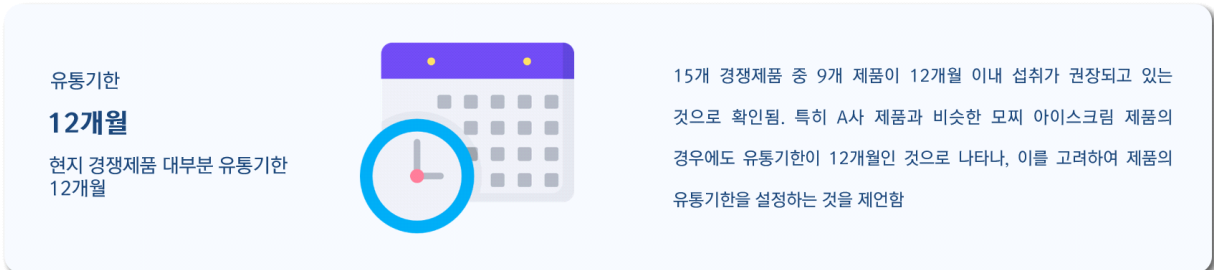 유통기한
12개월
현지 경쟁제품 대부분 유통기한
12개월
15개 경쟁제품 중 9개 제품이 12개월 이내 섭취가 권장되고 있는
것으로 확인됨. 특히 A사 제품과 비슷한 모찌 아이스크림 제품의
경우에도 유통기한이 12개월인 것으로 나타나, 이를 고려하여 제품의
유통기한을 설정하는 것을 제언함